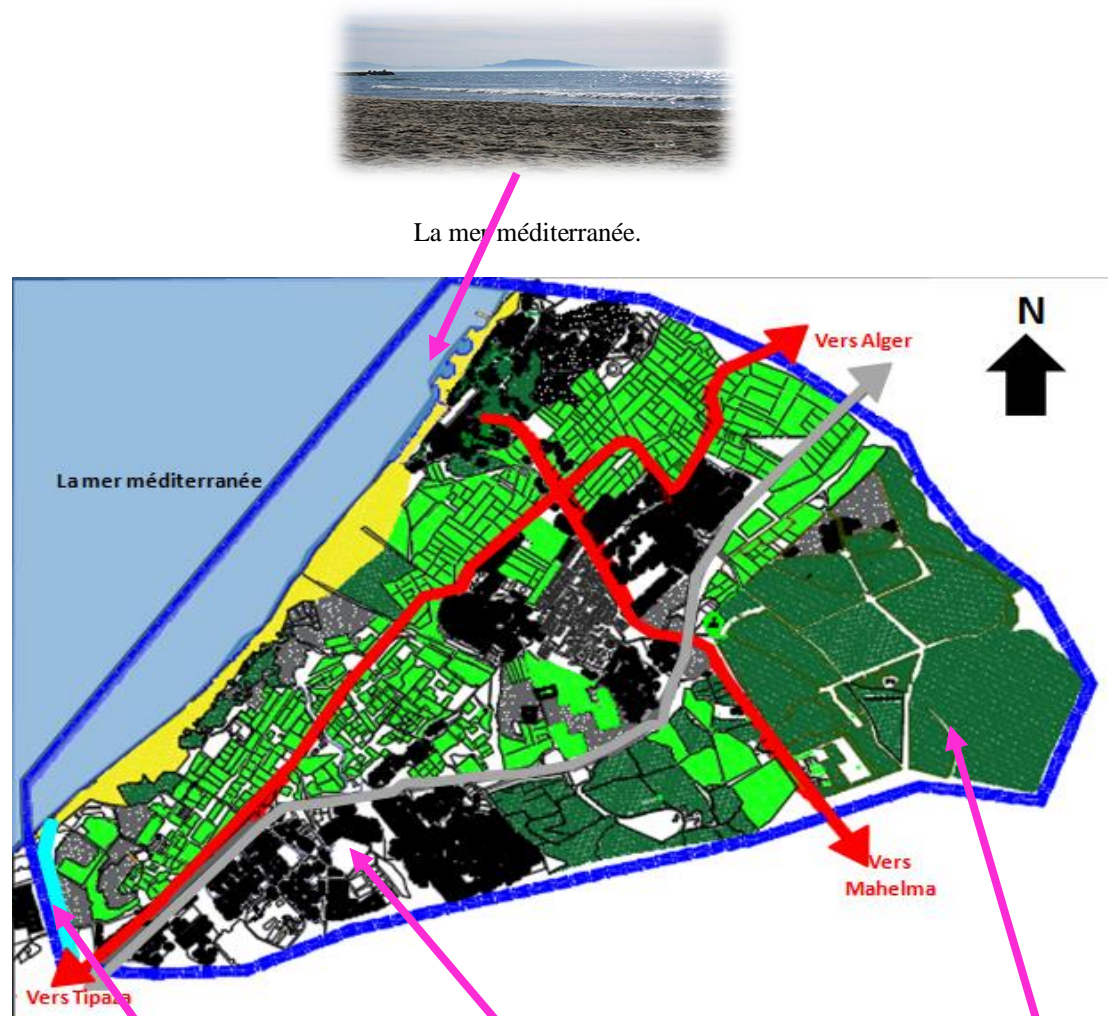 La mer méditerranée.
N
Vers Alger
La mer méditerranée
Vers
Mahelma
Vers Tipaza